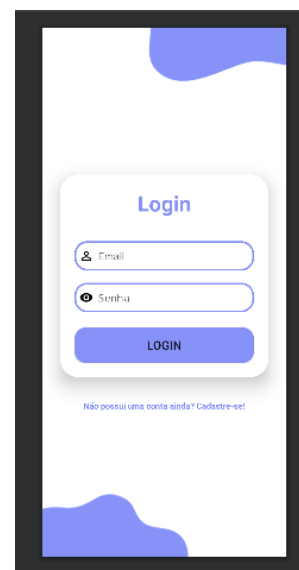 Login
Email
Senha
LOGIN
Não possui uma conta ainda? Cadastre-se!